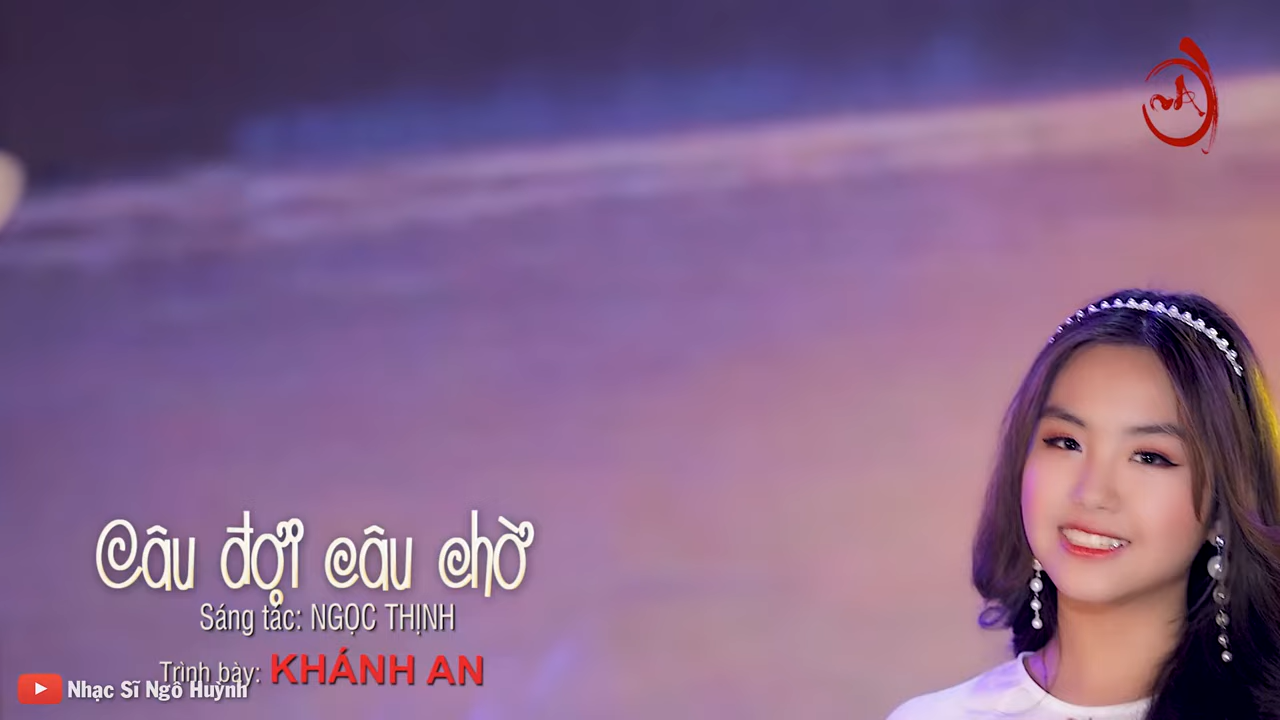 Câu đợi câu chờ
Sáng tác: NGỌC THỊNH
Trình bày: KHÁNH AN
Nhạc Sĩ Ngô Huỳnh